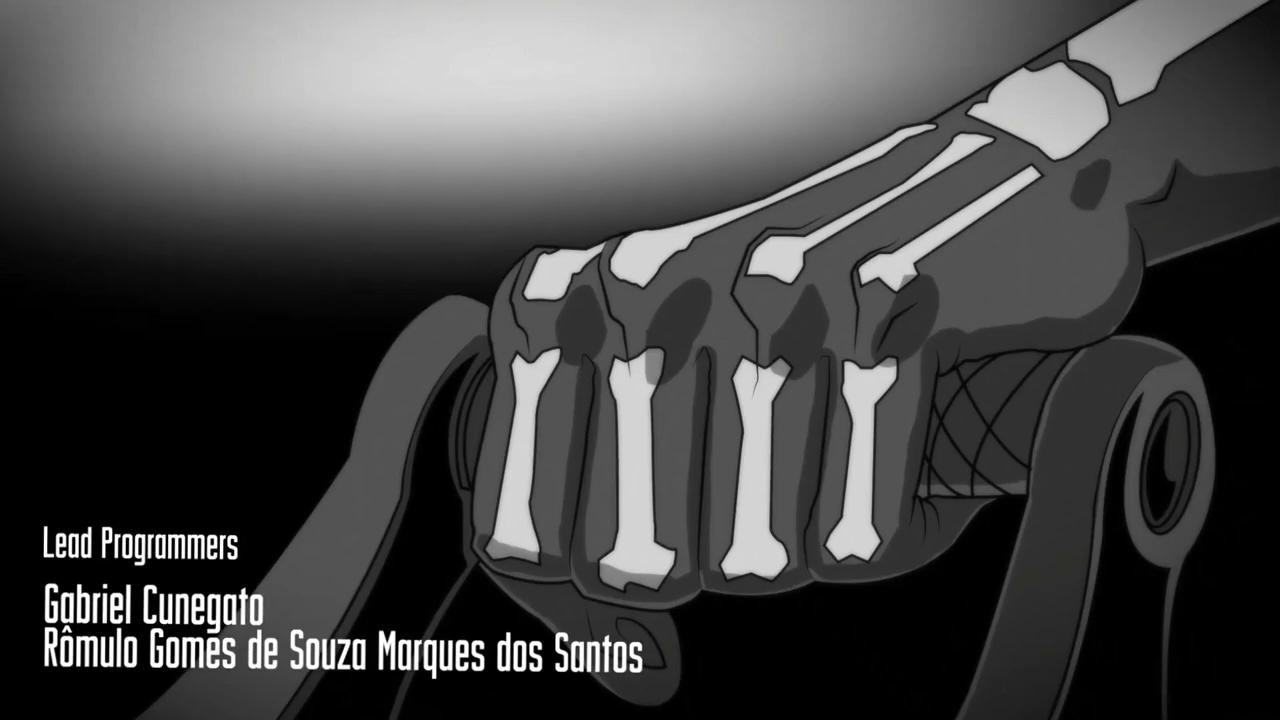 Lead Programmers
Gabriel Cunegato
Rômulo Gomes de Souza Marques dos Santos